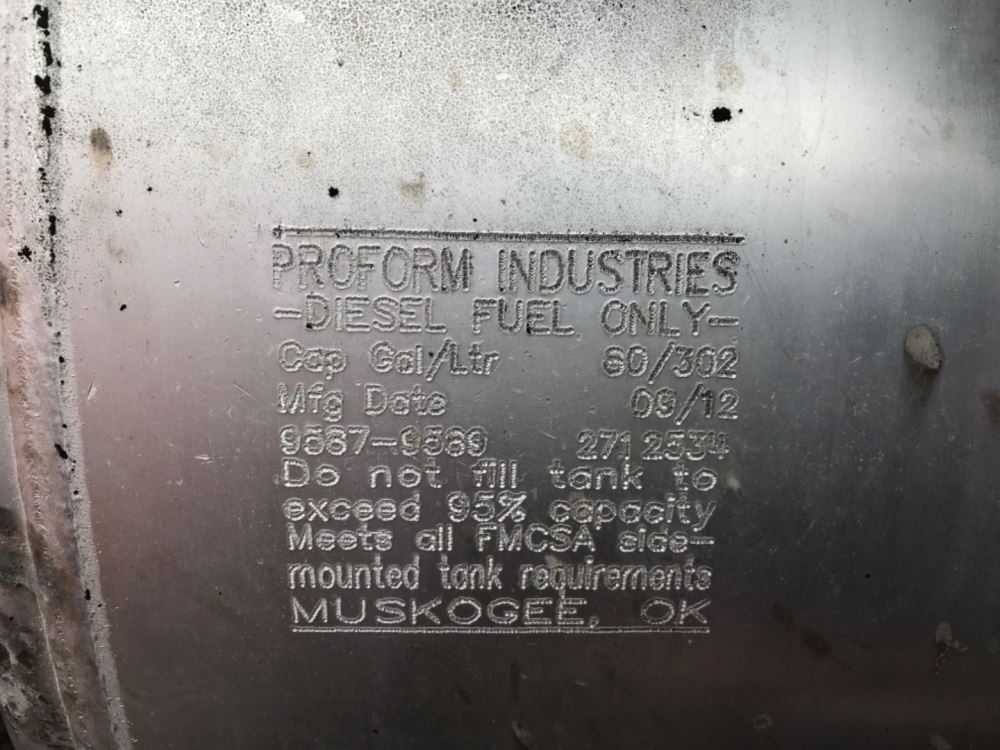 PROFORM INDUSTRIES
-DIESEL FUEL ONLY-
Cap Gal/Ltr 80/302
Mfg Date 09/12
9587-9589 271 2534
Do not fill tank to
exceed 95% capacity
Meets all FMCSA side-
mounted tank requirements
MUSKOGEE, OK